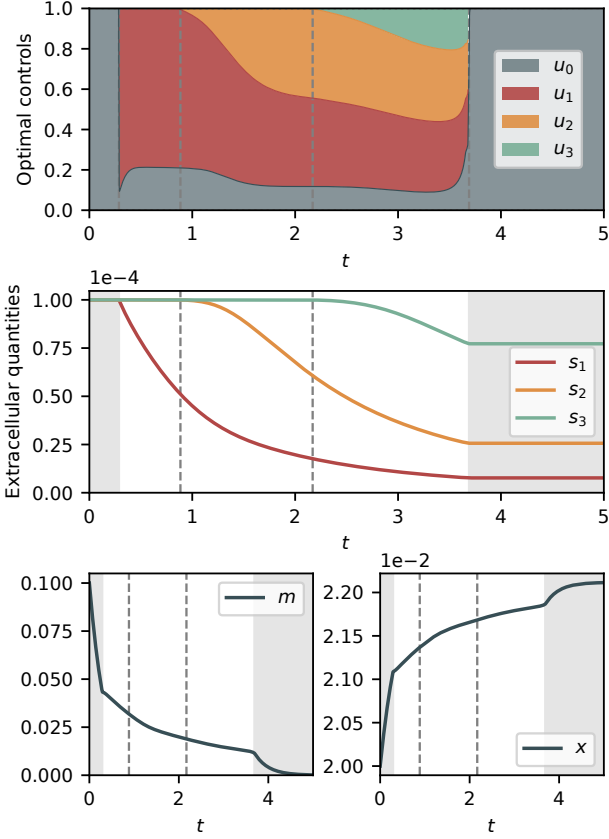 Optimal controls
1.0
0.8
0.6
0.4
0.2
0.0
u0
u1
u2
u3
0 1 2 3 4 5
t
1e−4
Extracellular quantities
1.00
0.75
0.50
0.25
0.00
s1
s2
s3
0 1 2 3 4 5
t
0.100
0.075
0.050
0.025
0.000
m
0 2 4
t
1e−2
2.20
2.15
2.10
2.05
2.00
x
0 2 4
t